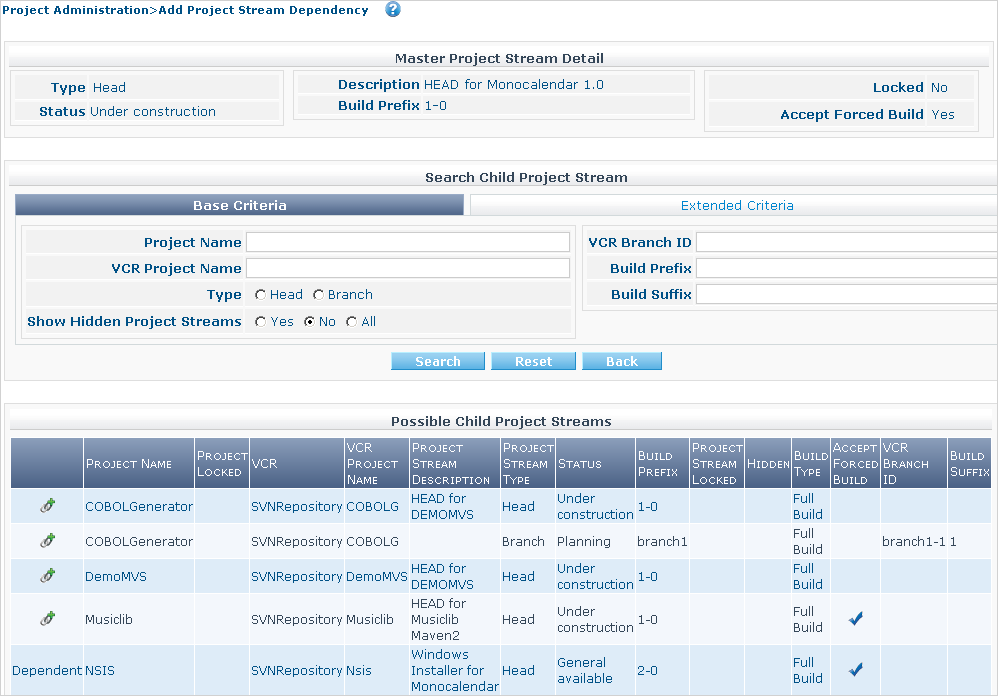 Project Administration>Add Project Stream Dependency ?
Master Project Stream Detail
Type Head
Status Under construction
Description HEAD for Monocalendar 1.0
Build Prefix 1-0
Locked No
Accept Forced Build Yes
Search Child Project Stream
Base Criteria Extended Criteria
Project Name
VCR Project Name
Type Head Branch
Show Hidden Project Streams Yes No All
VCR Branch ID
Build Prefix
Build Suffix
Search Reset Back
Possible Child Project Streams
Project Name
Project
Locked
VCR
VCR
Project
Name
Project
Stream
Description
Project
Stream
Type
Status
Build
Prefix
Project
Stream
Locked
Hidden
Build
Type
Accept
Forced
Build
VCR
Branch
ID
Build
Suffix
COBOLGenerator
SVNRepository
COBOLG
HEAD for
DEMOMVS
Head
Under
construction
1-0
Full
Build
COBOLGenerator
SVNRepository
COBOLG
Branch
Planning
branch1
Full
Build
branch1-1
1
DemoMVS
SVNRepository
DemoMVS
HEAD for
DEMOMVS
Head
Under
construction
1-0
Full
Build
Musiclib
SVNRepository
Musiclib
HEAD for
Musiclib
Maven2
Head
Under
construction
1-0
Full
Build
Dependent
NSIS
SVNRepository
Nsis
Windows
Installer for
Monocalendar
Head
General
available
2-0
Full
Build